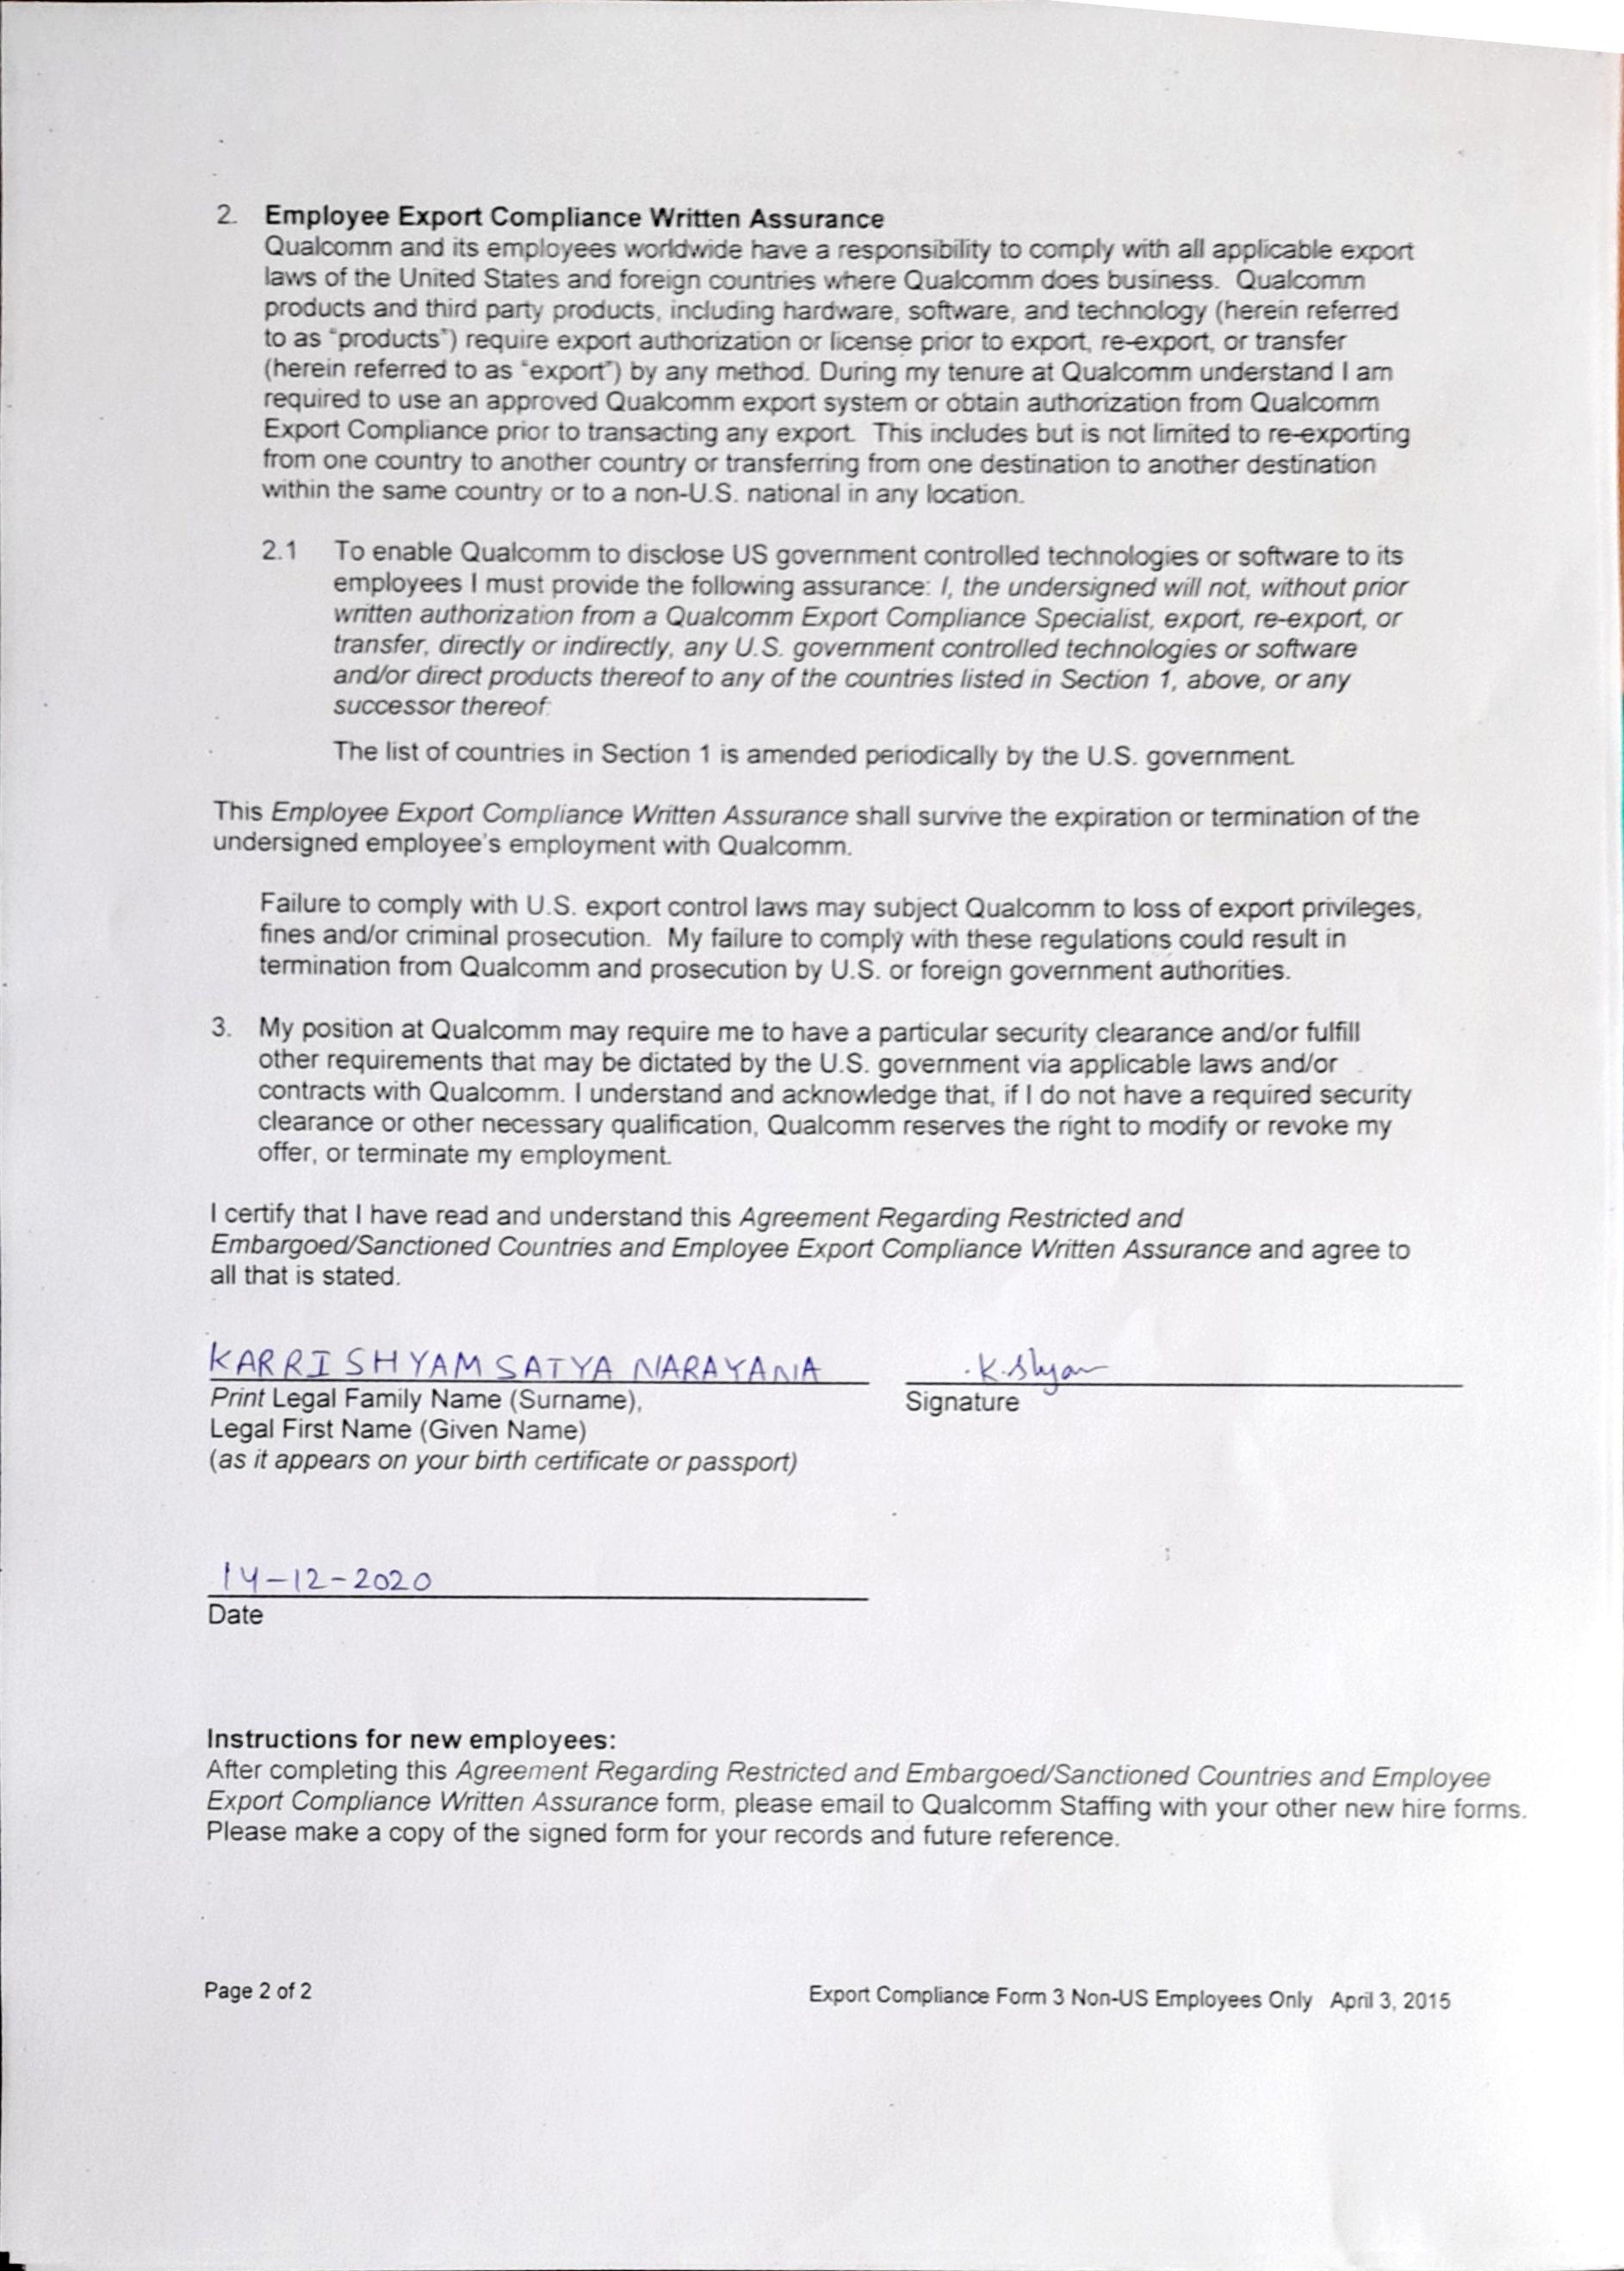 2. Employee Export Compliance Written Assurance
Qualcomm and its employees worldwide have a responsibility to comply with all applicable export
laws of the United States and foreign countries where Qualcomm does business. Qualcomm
products and third party products, including hardware, software, and technology (herein referred
to as "products") require export authorization or license prior to export, re-export, or transfer
(herein referred to as "export") by any method. During my tenure at Qualcomm understand I am
required to use an approved Qualcomm export system or obtain authorization from Qualcomm
Export Compliance prior to transacting any export. This includes but is not limited to re-exporting
from one country to another country or transferring from one destination to another destination
within the same country or to a non-U.S. national in any location.
2.1 To enable Qualcomm to disclose US government controlled technologies or software to its
employees I must provide the following assurance: I, the undersigned will not, without prior
written authorization from a Qualcomm Export Compliance Specialist, export, re-export, or
transfer, directly or indirectly, any U.S. government controlled technologies or software
and/or direct products thereof to any of the countries listed in Section 1, above, or any
successor thereof:
The list of countries in Section 1 is amended periodically by the U.S. government.
This Employee Export Compliance Written Assurance shall survive the expiration or termination of the
undersigned employee's employment with Qualcomm.
Failure to comply with U.S. export control laws may subject Qualcomm to loss of export privileges,
fines and/or criminal prosecution. My failure to comply with these regulations could result in
termination from Qualcomm and prosecution by U.S. or foreign government authorities.
3. My position at Qualcomm may require me to have a particular security clearance and/or fulfill
other requirements that may be dictated by the U.S. government via applicable laws and/or
contracts with Qualcomm. I understand and acknowledge that, if I do not have a required security
clearance or other necessary qualification, Qualcomm reserves the right to modify or revoke my
offer, or terminate my employment.
I certify that I have read and understand this Agreement Regarding Restricted and
Embargoed/Sanctioned Countries and Employee Export Compliance Written Assurance and agree to
all that is stated.
KARRI SHYAM SATYA NARAYANA K.Shyam
Print Legal Family Name (Surname), Signature
Legal First Name (Given Name)
(as it appears on your birth certificate or passport)
14-12-2020
Date
Instructions for new employees:
After completing this Agreement Regarding Restricted and Embargoed/Sanctioned Countries and Employee
Export Compliance Written Assurance form, please email to Qualcomm Staffing with your other new hire forms.
Please make a copy of the signed form for your records and future reference.
Page 2 of 2 Export Compliance Form 3 Non-US Employees Only April 3, 2015